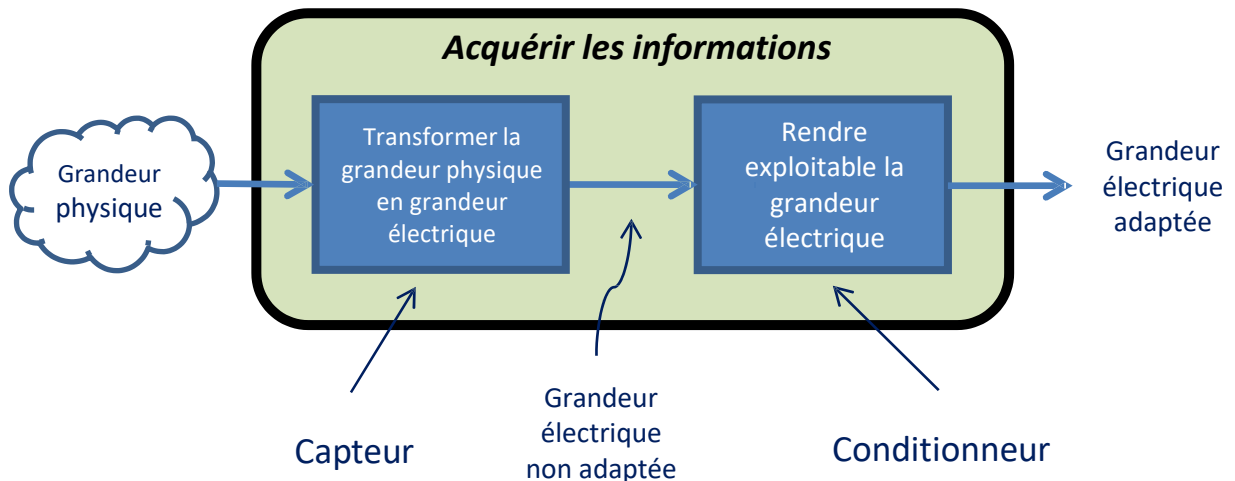 Acquérir les informations
Grandeur
physique
Transformer la
grandeur physique
en grandeur
électrique
Rendre
exploitable la
grandeur
électrique
Grandeur
électrique
adaptée
Capteur
Grandeur
électrique
non adaptée
Conditionneur